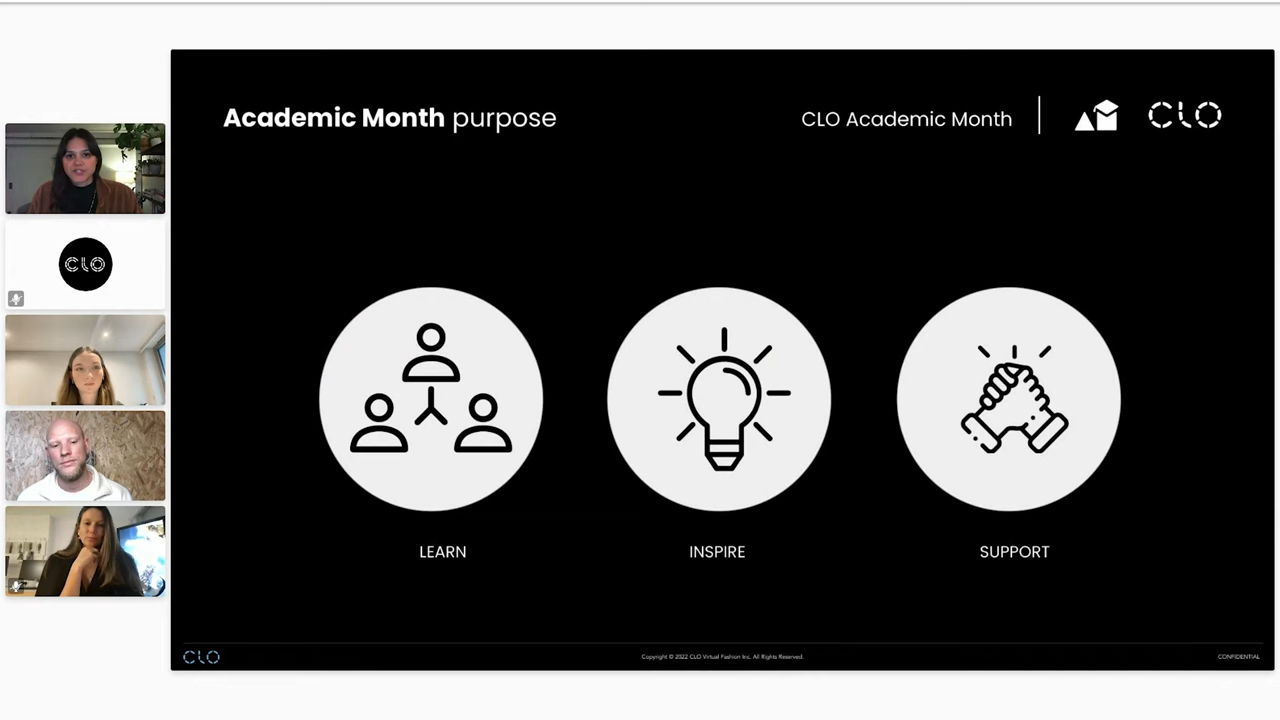 Academic Month purpose
CLO Academic Month
CLO
CLO
LEARN
INSPIRE
SUPPORT
CLO
Copyright © 2022 CLO Virtual Fashion Inc. All Rights Reserved.
CONFIDENTIAL